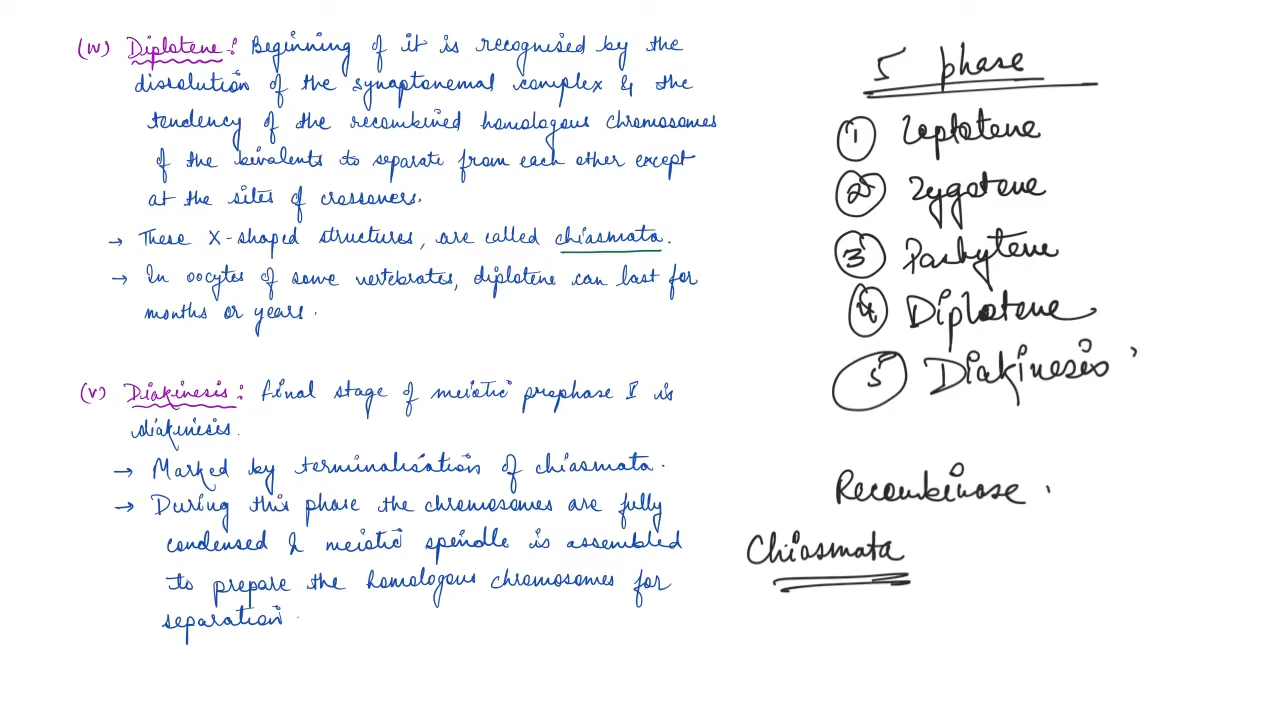 (iv) Diplotene: Beginning of it is recognised by the
dissolution of the synaptonemal complex & the
tendency of the recombined homologous chromosomes
of the bivalents to separate from each other except
at the sites of crossovers.
→ These X-shaped structures, are called chiasmata.
→ In oocytes of some vertebrates, diplotene can last for
months or years.
(v) Diakinesis: Final stage of meiotic prophase I is
diakinesis.
→ Marked by terminalisation of chiasmata.
→ During this phase the chromosomes are fully
condensed & meiotic spindle is assembled
to prepare the homologous chromosomes for
separation.
5 phase
① Leptotene
② Zygotene
③ Pachytene
④ Diplotene
⑤ Diakinesis
Recombinase.
Chiasmata